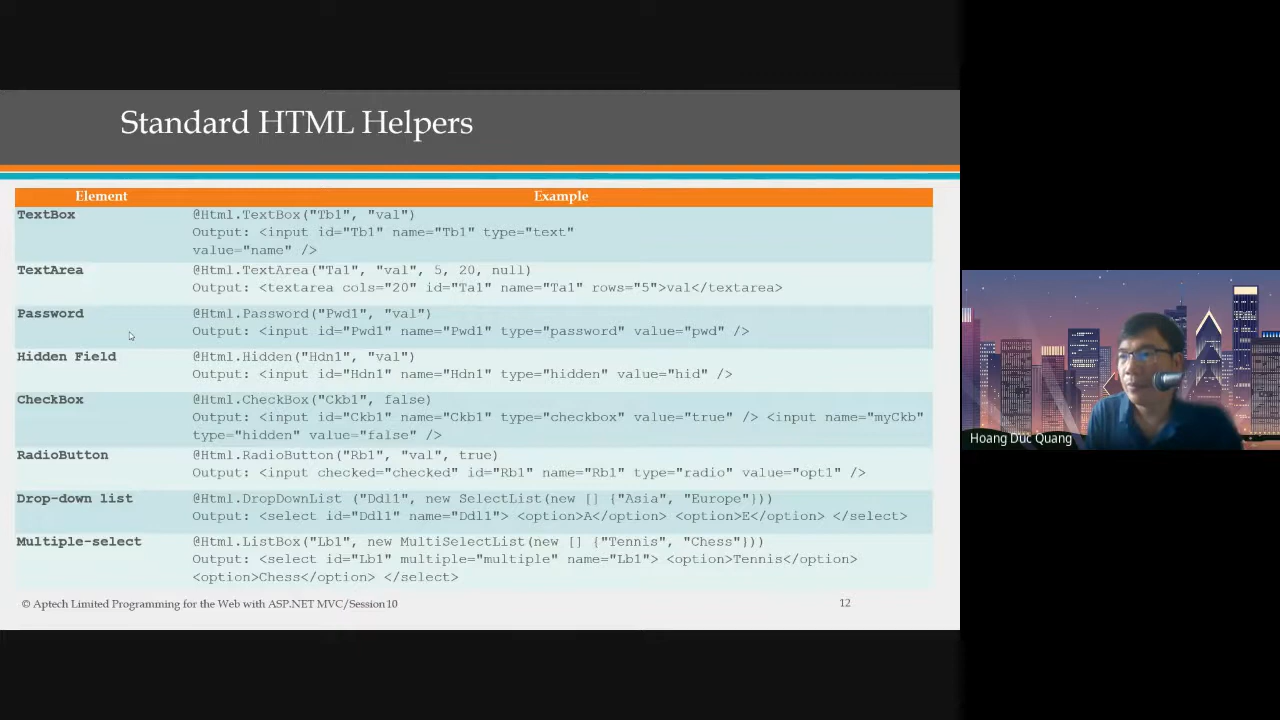 Standard HTML Helpers
Element
Example
TextBox
@Html.TextBox("Tb1", "val")
Output: <input id="Tb1" name="Tb1" type="text"
value="name" />
TextArea
@Html.TextArea("Ta1", "val", 5, 20, null)
Output: <textarea cols="20" id="Ta1" name="Ta1" rows="5">val</textarea>
Password
@Html.Password("Pwd1", "val")
Output: <input id="Pwd1" name="Pwd1" type="password" value="pwd" />
Hidden Field
@Html.Hidden("Hdn1", "val")
Output: <input id="Hdn1" name="Hdn1" type="hidden" value="hid" />
CheckBox
@Html.CheckBox("Ckb1", false)
Output: <input id="Ckb1" name="Ckb1" type="checkbox" value="true" /> <input name="myCkb"
type="hidden" value="false" />
RadioButton
@Html.RadioButton("Rb1", "val", true)
Output: <input checked="checked" id="Rb1" name="Rb1" type="radio" value="opt1" />
Drop-down list
@Html.DropDownList ("Ddl1", new SelectList(new [] {"Asia", "Europe"}))
Output: <select id="Ddl1" name="Ddl1"> <option>A</option> <option>E</option> </select>
Multiple-select
@Html.ListBox("Lb1", new MultiSelectList(new [] {"Tennis", "Chess"}))
Output: <select id="Lb1" multiple="multiple" name="Lb1"> <option>Tennis</option>
<option>Chess</option> </select>
© Aptech Limited Programming for the Web with ASP.NET MVC/Session10
12
Hoang Duc Quang